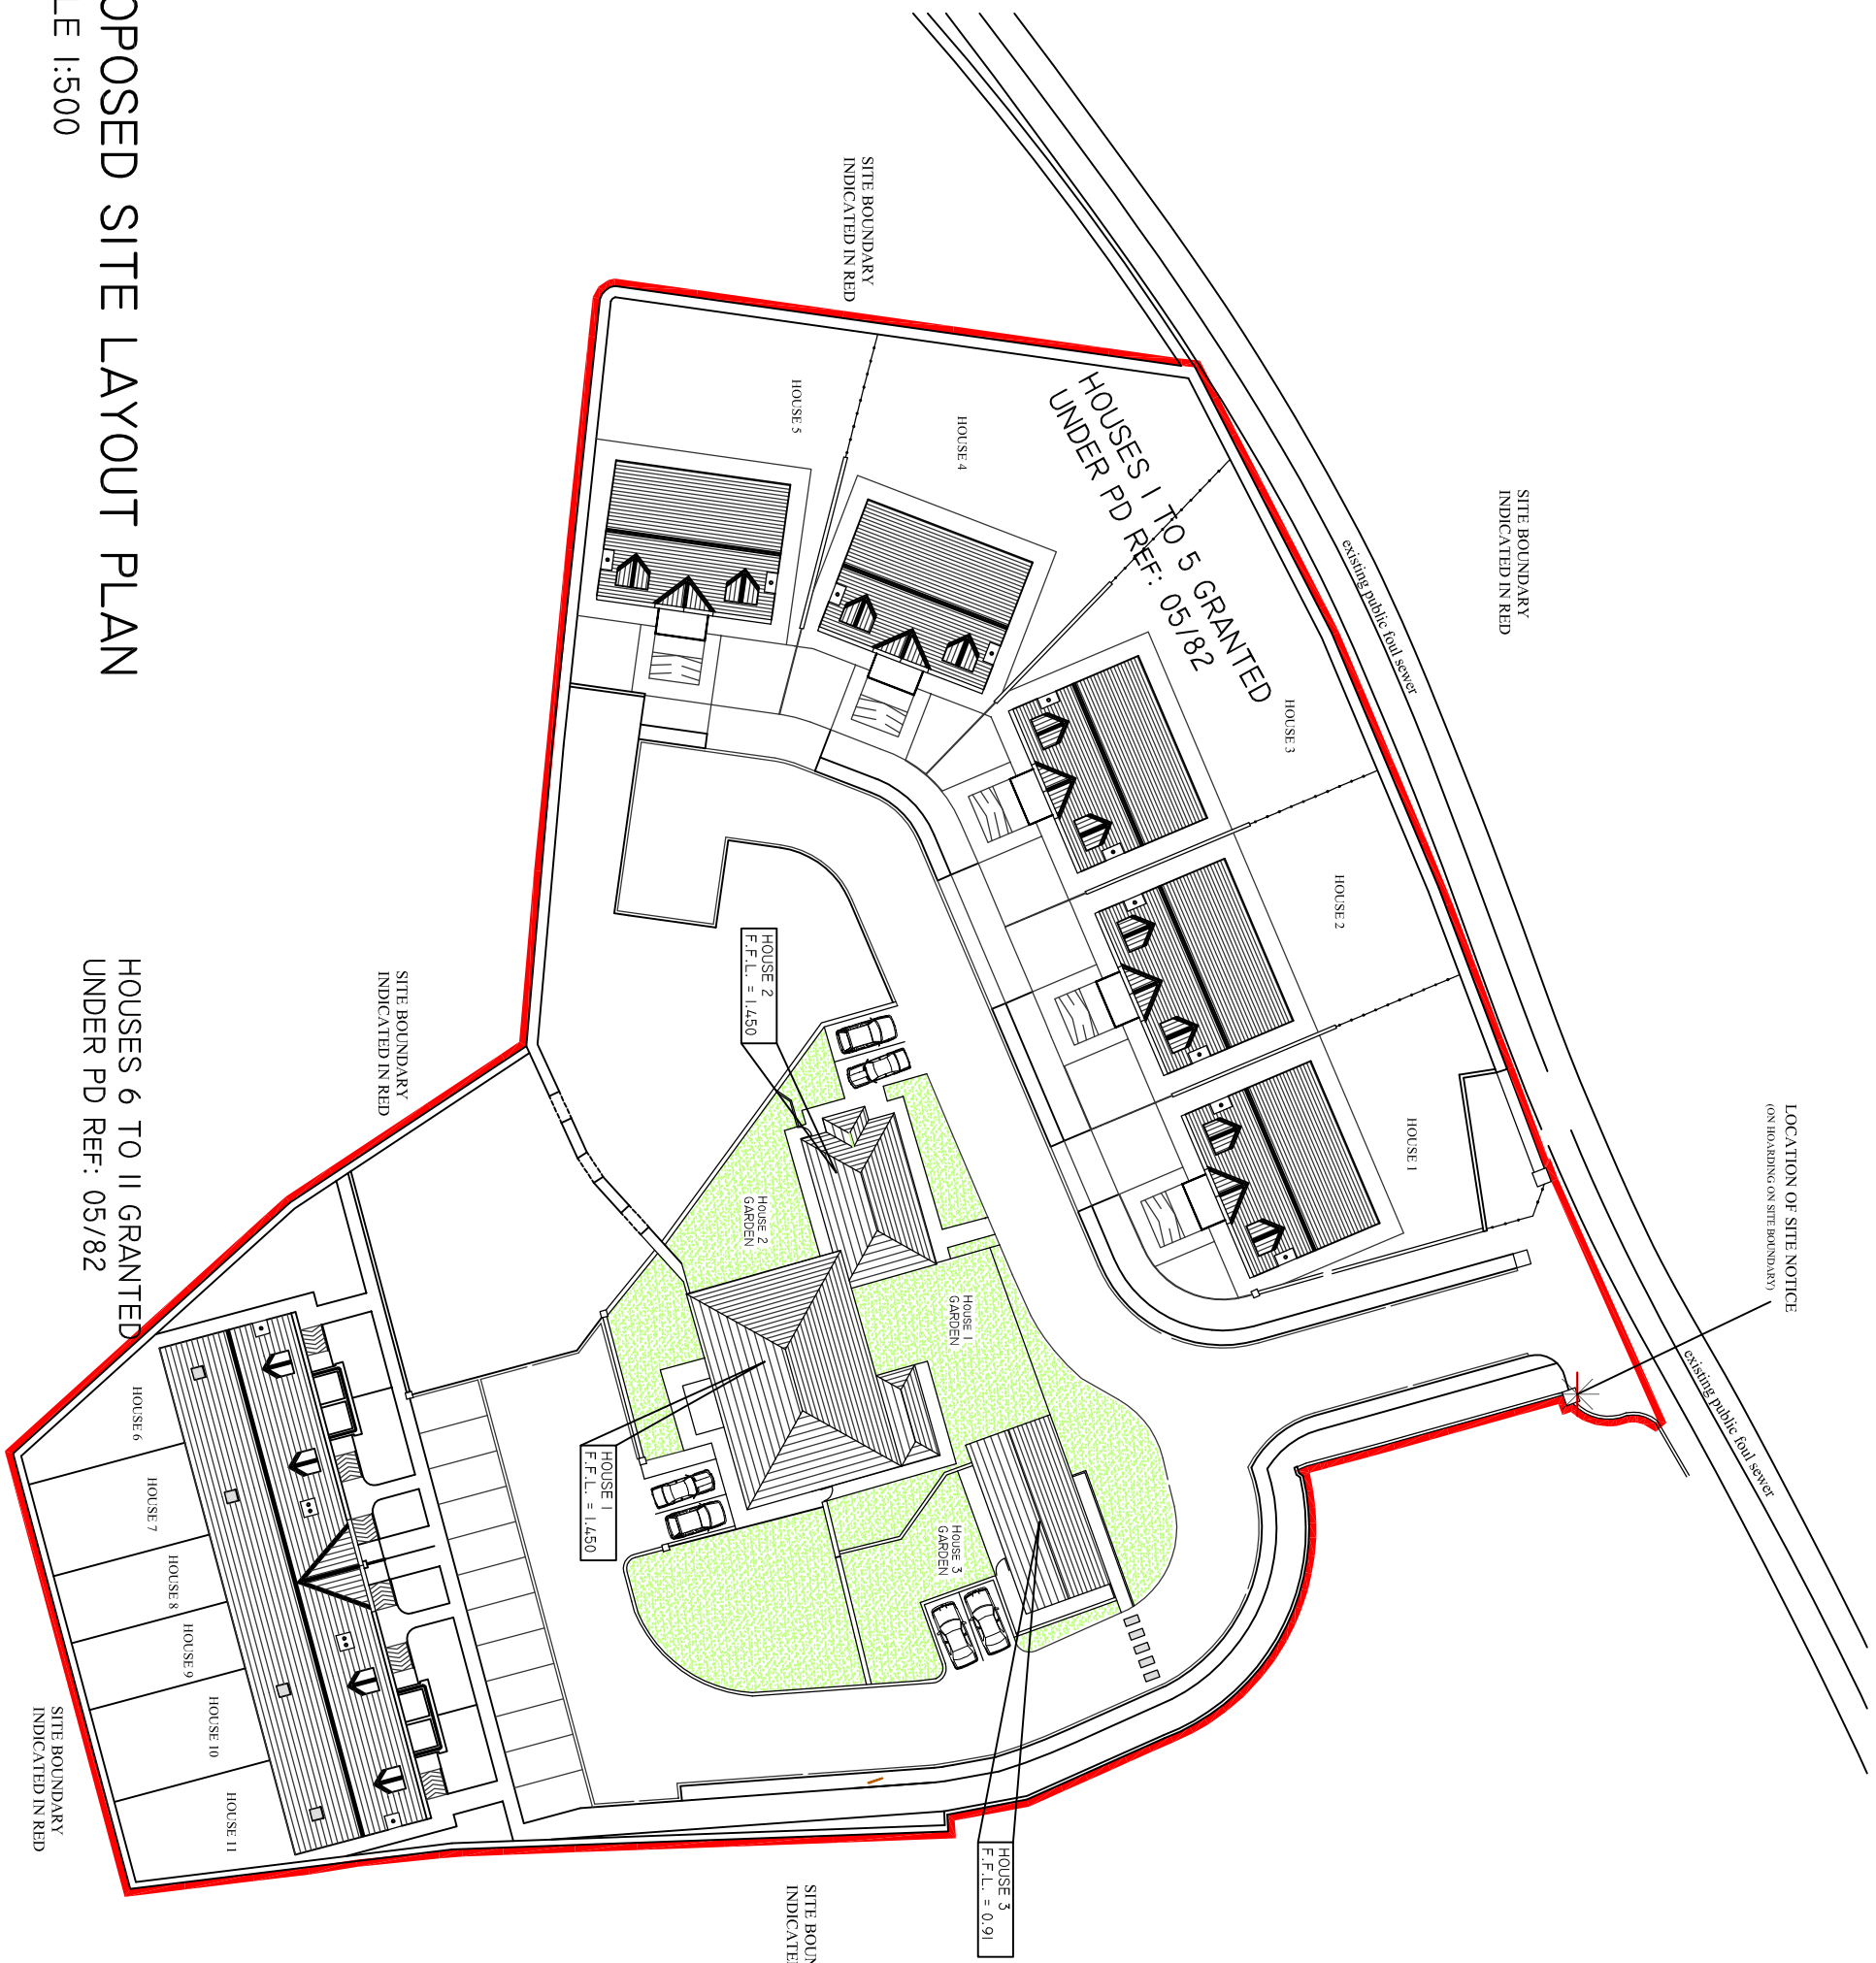 OPOSED SITE LAYOUT PLAN
LE 1:500
LOCATION OF SITE NOTICE
(ON HOARDING ON SITE BOUNDARY)
SITE BOUNDARY
INDICATED IN RED
existing public foul sewer
existing public foul sewer
SITE BOUNDARY
INDICATED IN RED
HOUSES 1 TO 5 GRANTED
UNDER PD REF: 05/82
HOUSE 1
HOUSE 2
HOUSE 3
HOUSE 4
HOUSE 5
HOUSE 2
F.F.L. = 1.450
HOUSE 2
GARDEN
HOUSE 1
GARDEN
HOUSE 3
GARDEN
HOUSE 1
F.F.L. = 1.450
HOUSE 3
F.F.L. = 0.91
SITE BOUN
INDICATE
SITE BOUNDARY
INDICATED IN RED
HOUSES 6 TO 11 GRANTED
UNDER PD REF: 05/82
HOUSE 6
HOUSE 7
HOUSE 8
HOUSE 9
HOUSE 10
HOUSE 11
SITE BOUNDARY
INDICATED IN RED